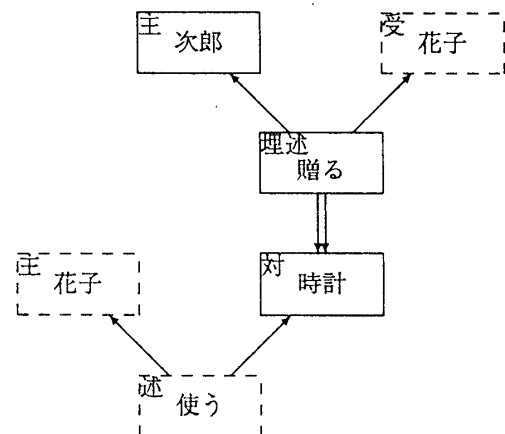 主 次郎
受 花子
理述 贈る
対 時計
主 花子
述 使う